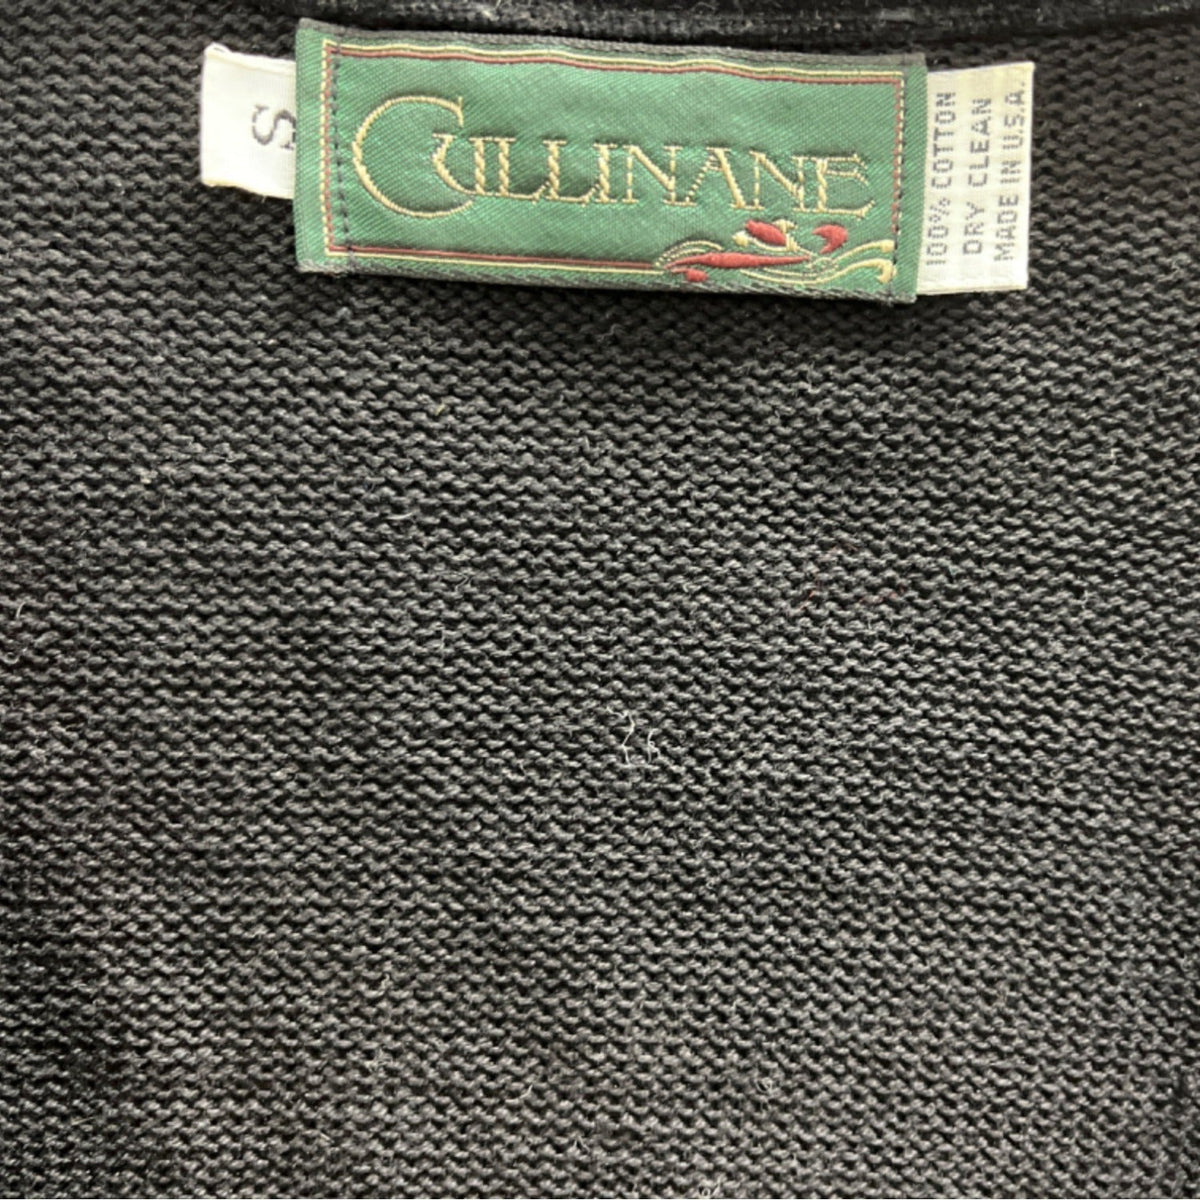 S
CULLINANE
100% COTTON
DRY CLEAN
MADE IN U.S.A.